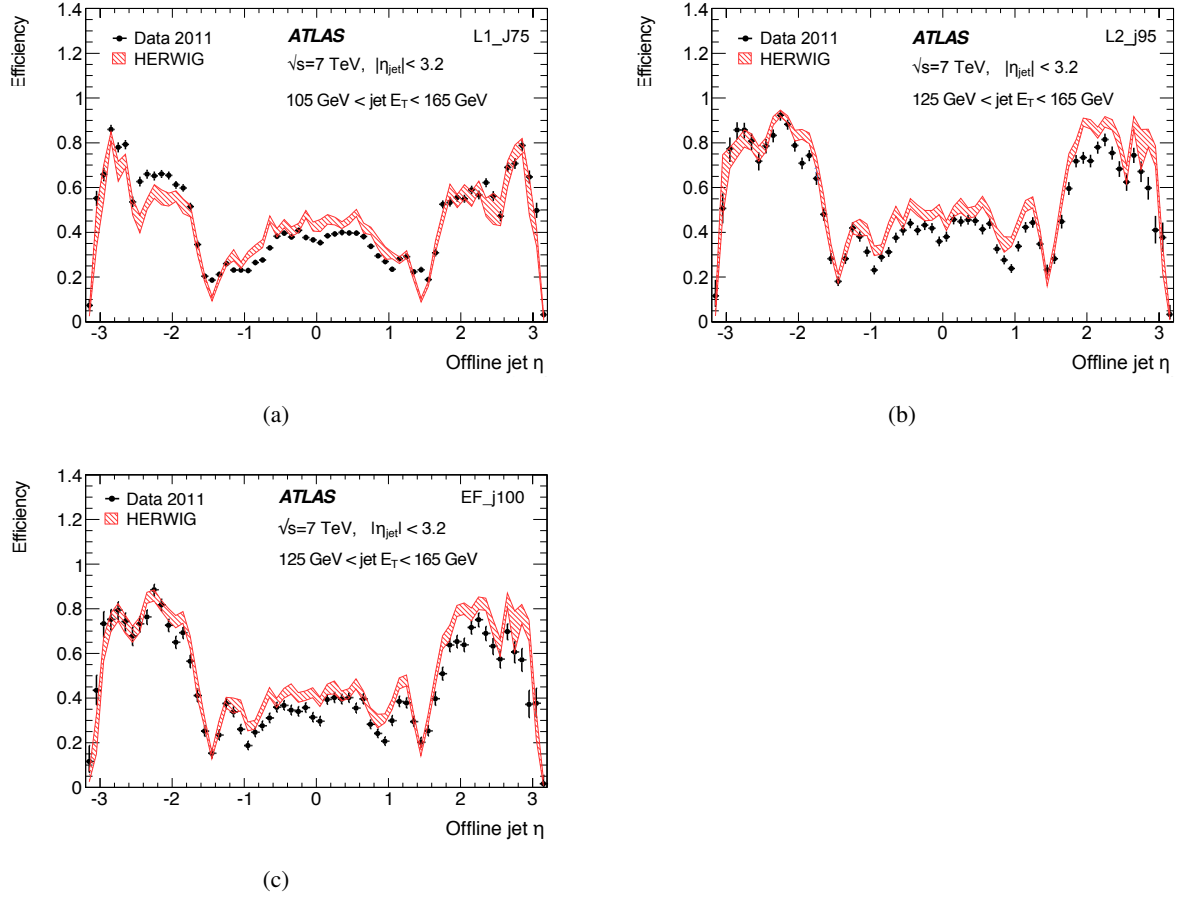 1.4
1.2
1
0.8
0.6
0.4
0.2
0
Efficiency
Data 2011
HERWIG
ATLAS
L1_J75
√s=7 TeV, |ηjet|< 3.2
105 GeV < jet ET < 165 GeV
-3 -2 -1 0 1 2 3
Offline jet η
(a)
1.4
1.2
1
0.8
0.6
0.4
0.2
0
Efficiency
Data 2011
HERWIG
ATLAS
L2_j95
√s=7 TeV, |ηjet|< 3.2
125 GeV < jet ET < 165 GeV
-3 -2 -1 0 1 2 3
Offline jet η
(b)
1.4
1.2
1
0.8
0.6
0.4
0.2
0
Efficiency
Data 2011
HERWIG
ATLAS
EF_j100
√s=7 TeV, |ηjet| < 3.2
125 GeV < jet ET < 165 GeV
-3 -2 -1 0 1 2 3
Offline jet η
(c)